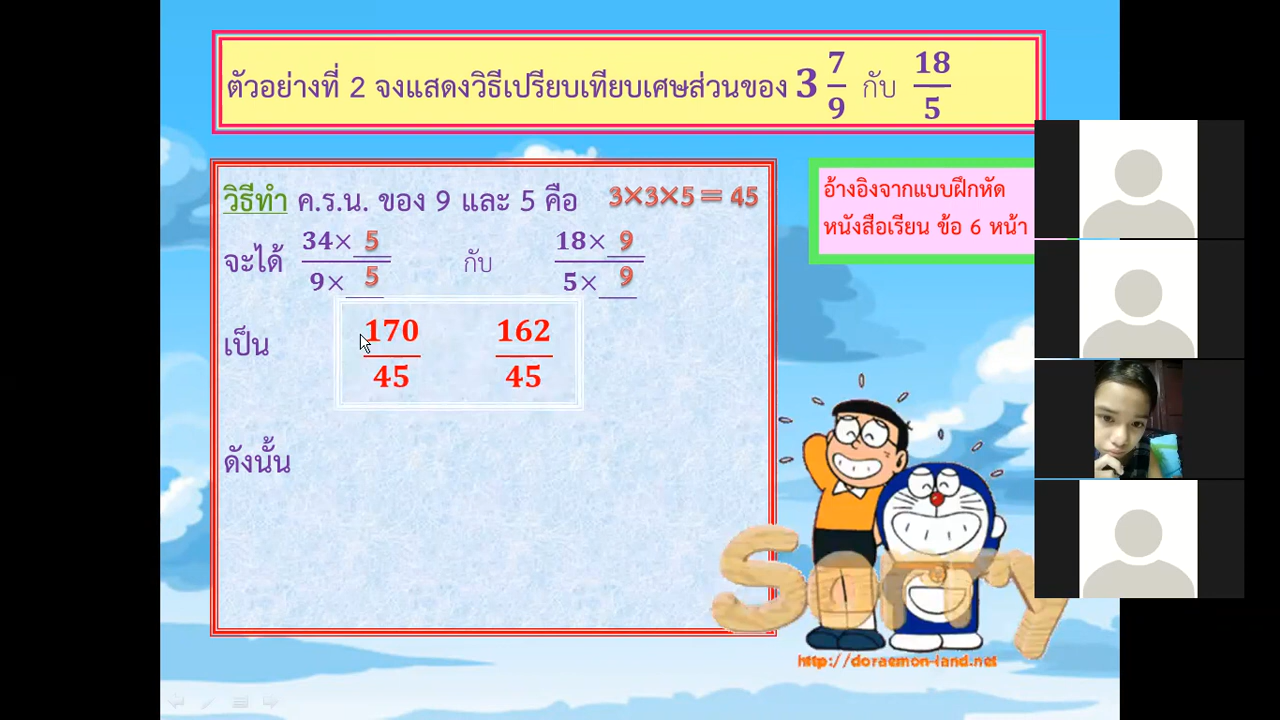 ตัวอย่างที่ 2 จงแสดงวิธีเปรียบเทียบเศษส่วนของ 3 7/9 กับ 18/5
วิธีทำ ค.ร.น. ของ 9 และ 5 คือ 3×3×5 = 45
จะได้ 34× 5 / 9× 5 กับ 18× 9 / 5× 9
เป็น 170/45 162/45
ดังนั้น
อ้างอิงจากแบบฝึกหัด
หนังสือเรียน ข้อ 6 หน้า
Sorry
http://doraemon-land.net